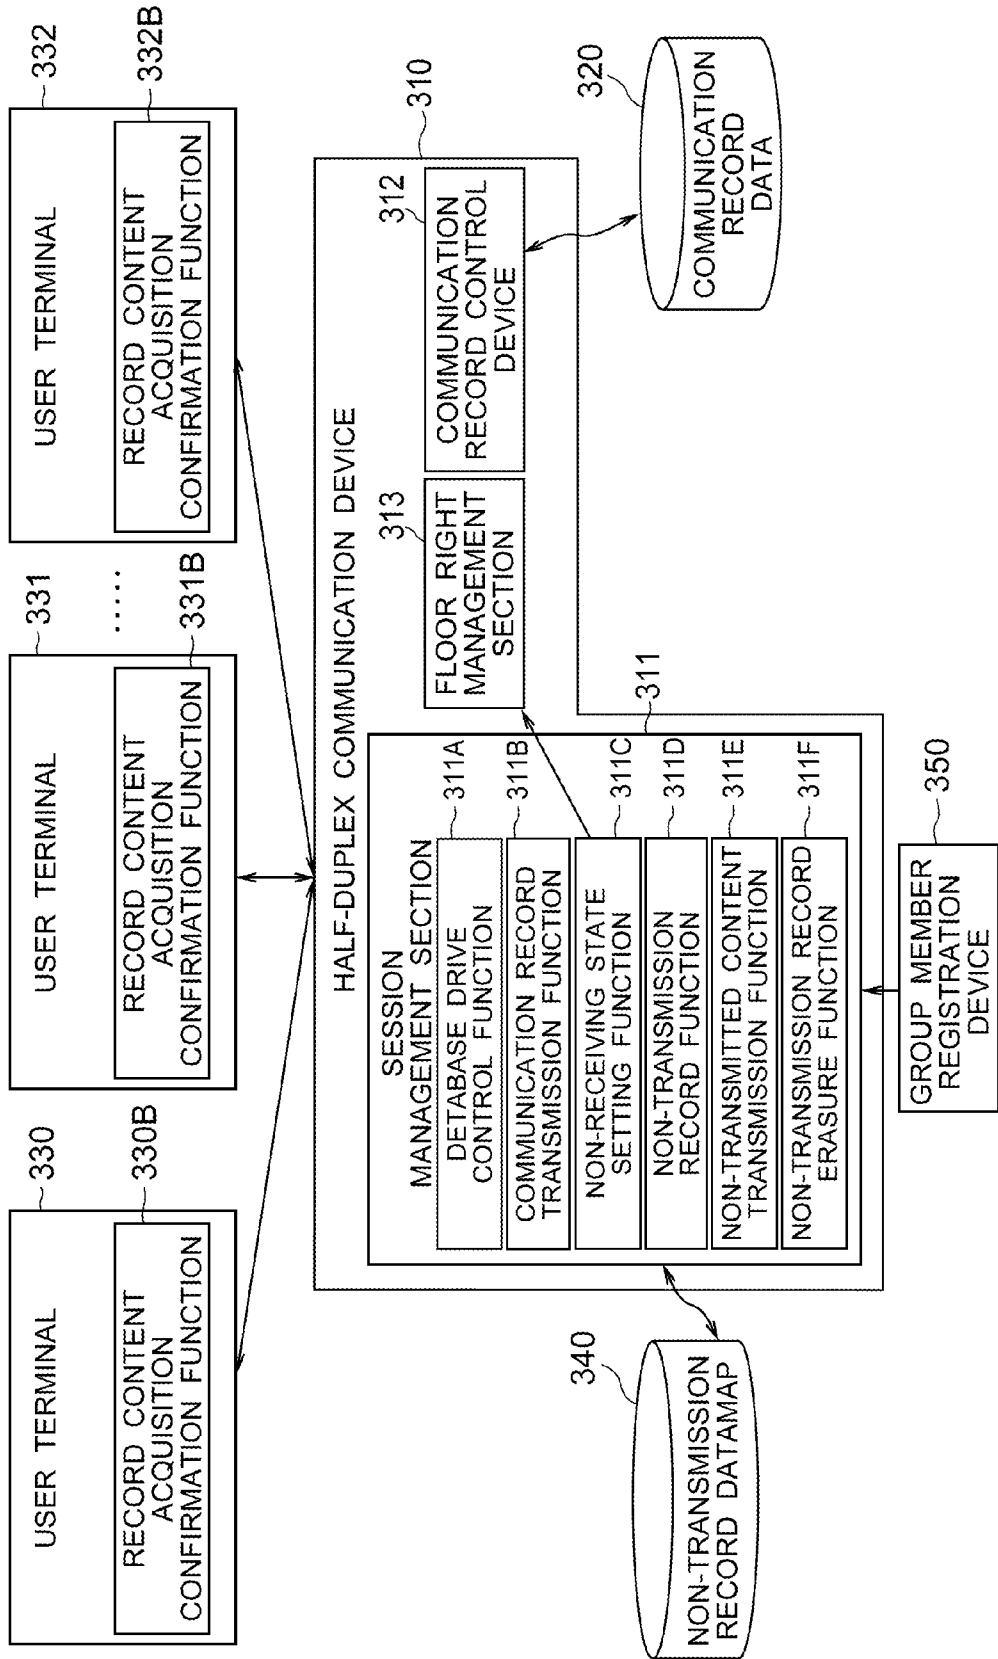 330
USER TERMINAL
330B
RECORD CONTENT
ACQUISITION
CONFIRMATION FUNCTION
331
USER TERMINAL
331B
RECORD CONTENT
ACQUISITION
CONFIRMATION FUNCTION
.....
332
USER TERMINAL
332B
RECORD CONTENT
ACQUISITION
CONFIRMATION FUNCTION
310
HALF-DUPLEX COMMUNICATION DEVICE
SESSION
MANAGEMENT SECTION
311
DETABASE DRIVE
CONTROL FUNCTION
311A
COMMUNICATION RECORD
TRANSMISSION FUNCTION
311B
NON-RECEIVING STATE
SETTING FUNCTION
311C
NON-TRANSMISSION
RECORD FUNCTION
311D
NON-TRANSMITTED CONTENT
TRANSMISSION FUNCTION
311E
NON-TRANSMISSION RECORD
ERASURE FUNCTION
311F
313
FLOOR RIGHT
MANAGEMENT
SECTION
312
COMMUNICATION
RECORD CONTROL
DEVICE
320
COMMUNICATION
RECORD
DATA
340
NON-TRANSMISSION
RECORD DATAMAP
350
GROUP MEMBER
REGISTRATION
DEVICE